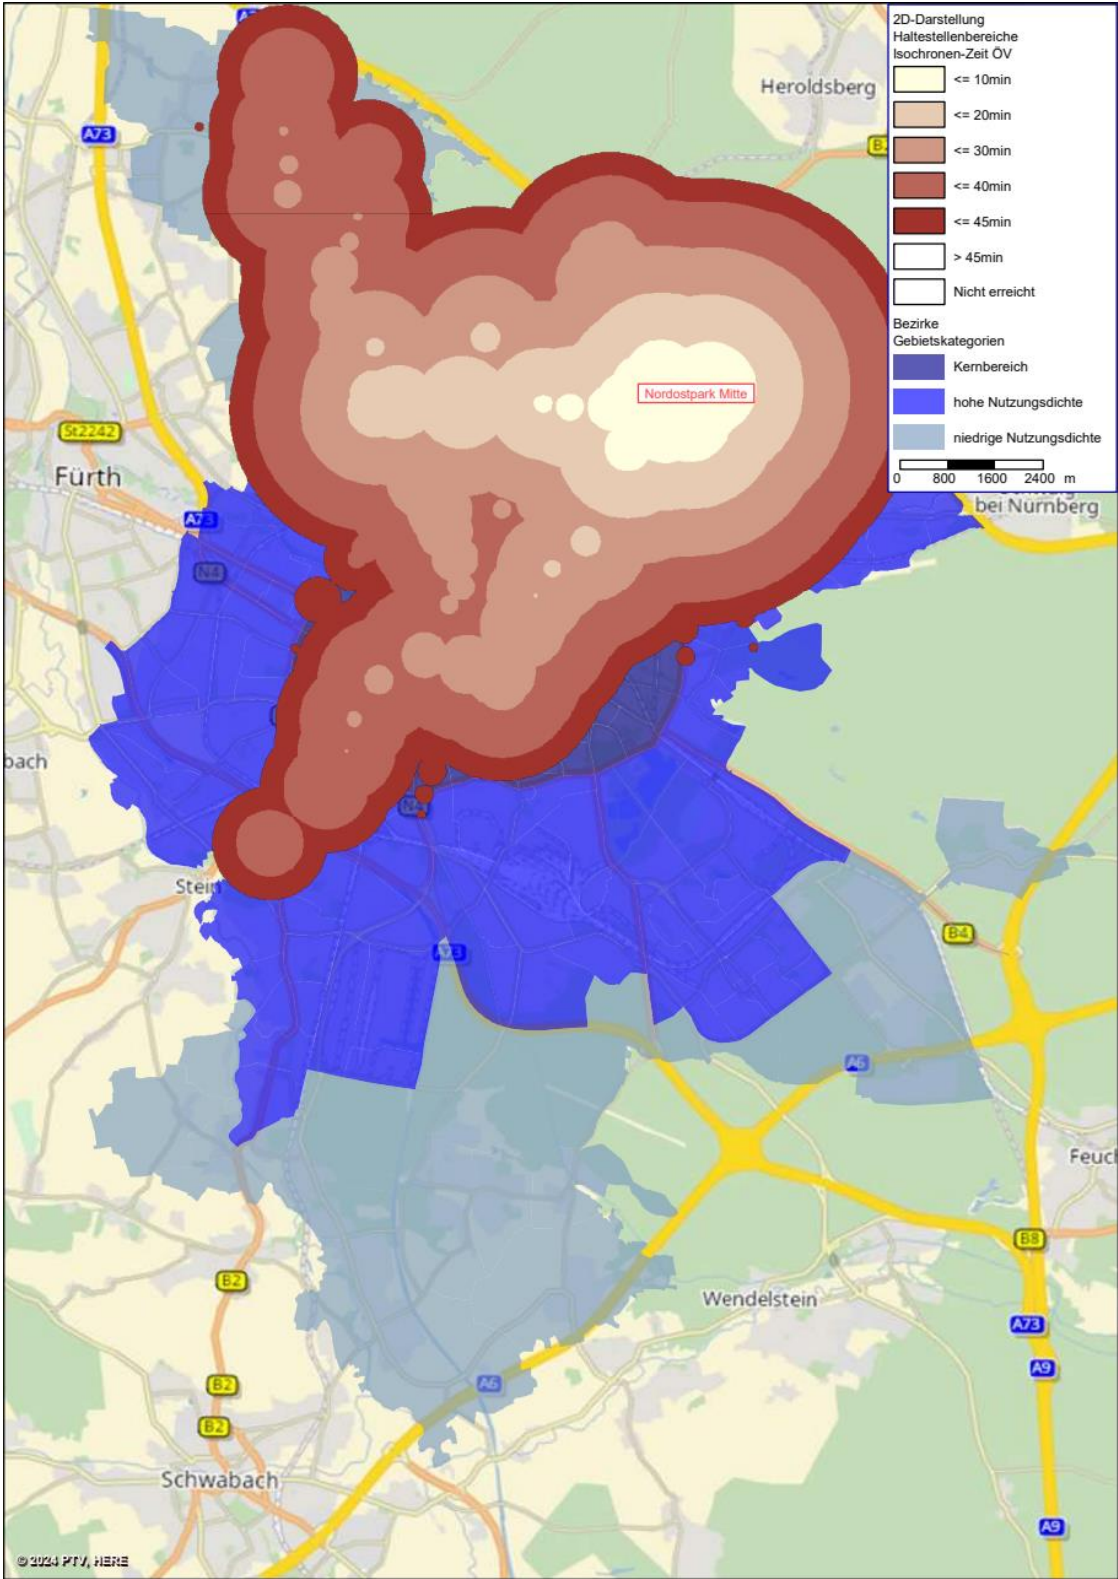 2D-Darstellung
Haltestellenbereiche
Isochronen-Zeit ÖV
<= 10min
<= 20min
<= 30min
<= 40min
<= 45min
> 45min
Nicht erreicht
Bezirke
Gebietskategorien
Kernbereich
hohe Nutzungsdichte
niedrige Nutzungsdichte
0 800 1600 2400 m
Heroldsberg
A73
Nordostpark Mitte
St2242
Fürth
bei Nürnberg
A73
N4
bach
N4
Stein
A73
B4
A6
Feuch
B8
B2
Wendelstein
A73
A9
B2
A6
B2
Schwabach
A9
© 2024 PTV, HERE